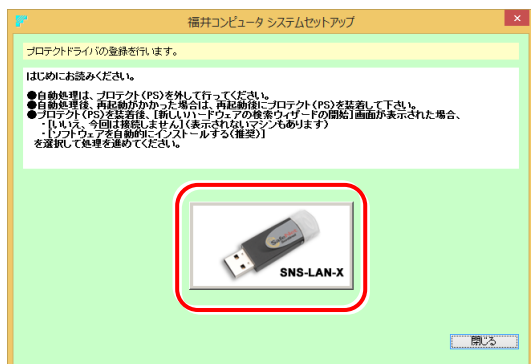 福井コンピュータ システムセットアップ
プロテクトドライバの登録を行います。
はじめにお読みください。
●自動処理は、プロテクト(PS)を外して行ってください。
●自動処理後、再起動がかかった場合は、再起動後にプロテクト(PS)を装着して下さい。
●プロテクト(PS)を装着後、[新しいハードウェアの検索ウィザードの開始]画面が表示された場合、
・[いいえ、今回は接続しません](表示されないマシンもあります)
・[ソフトウェアを自動的にインストールする(推奨)]
を選択して処理を進めてください。
SNS-LAN-X
閉じる